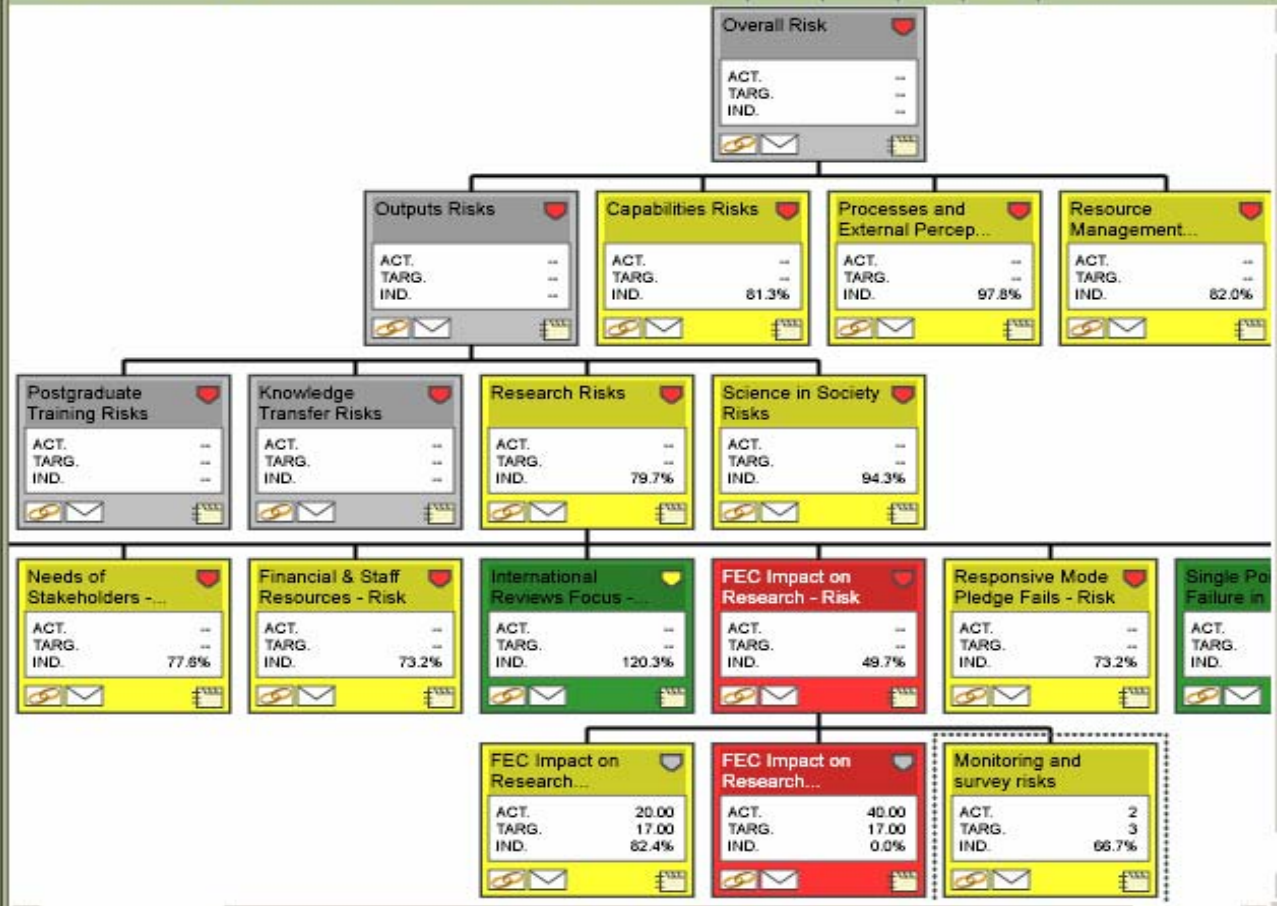 Overall Risk
ACT. --
TARG. --
IND. --
Outputs Risks
ACT. --
TARG. --
IND. --
Capabilities Risks
ACT. --
TARG. --
IND. 81.3%
Processes and
External Percep...
ACT. --
TARG. --
IND. 97.8%
Resource
Management...
ACT. --
TARG. --
IND. 82.0%
Postgraduate
Training Risks
ACT. --
TARG. --
IND. --
Knowledge
Transfer Risks
ACT. --
TARG. --
IND. --
Research Risks
ACT. --
TARG. --
IND. 79.7%
Science in Society
Risks
ACT. --
TARG. --
IND. 94.3%
Needs of
Stakeholders -...
ACT. --
TARG. --
IND. 77.6%
Financial & Staff
Resources - Risk
ACT. --
TARG. --
IND. 73.2%
International
Reviews Focus -...
ACT. --
TARG. --
IND. 120.3%
FEC Impact on
Research - Risk
ACT. --
TARG. --
IND. 49.7%
Responsive Mode
Pledge Fails - Risk
ACT. --
TARG. --
IND. 73.2%
Single
Failure in
ACT.
TARG.
IND.
FEC Impact on
Research...
ACT. 20.00
TARG. 17.00
IND. 82.4%
FEC Impact on
Research...
ACT. 40.00
TARG. 17.00
IND. 0.0%
Monitoring and
survey risks
ACT. 2
TARG. 3
IND. 66.7%